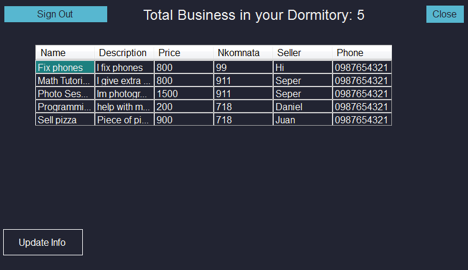 Sign Out Total Business in your Dormitory: 5 Close
Name Description Price Nkomnata Seller Phone
Fix phones I fix phones 800 99 Hi 0987654321
Math Tutori... I give extra ... 800 911 Seper 0987654321
Photo Ses... Im photogr... 1500 911 Seper 0987654321
Programmi... help with m... 200 718 Daniel 0987654321
Sell pizza Piece of pi... 900 718 Juan 0987654321
Update Info